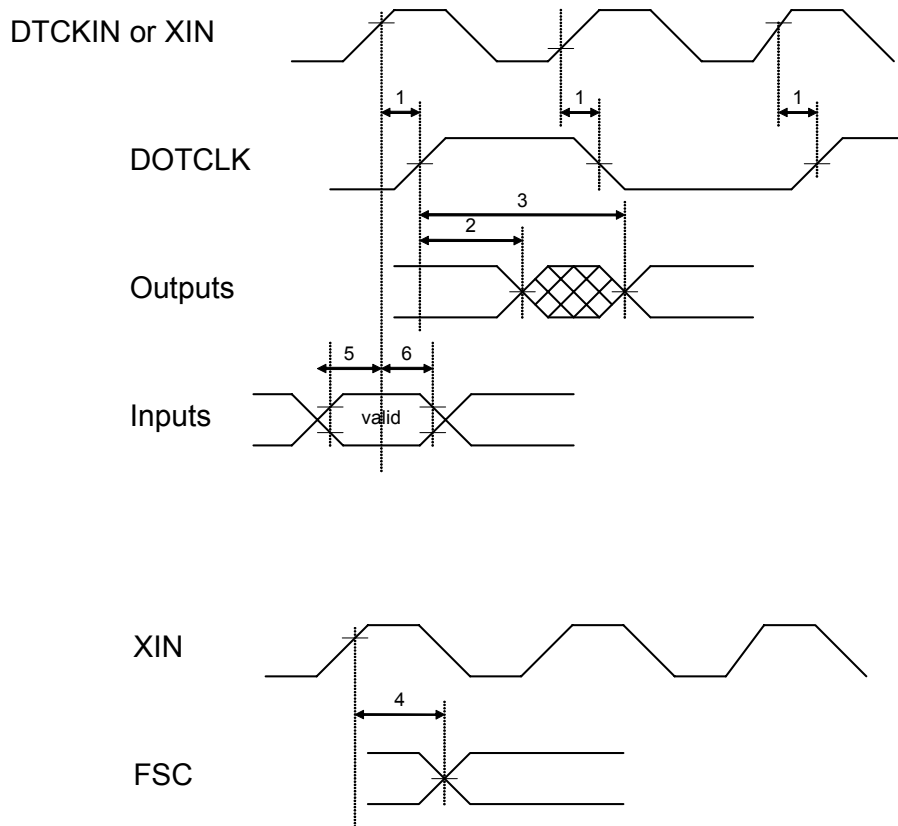 DTCKIN or XIN
1 1 1
DOTCLK
3
2
Outputs
5 6
Inputs
valid
XIN
4
FSC